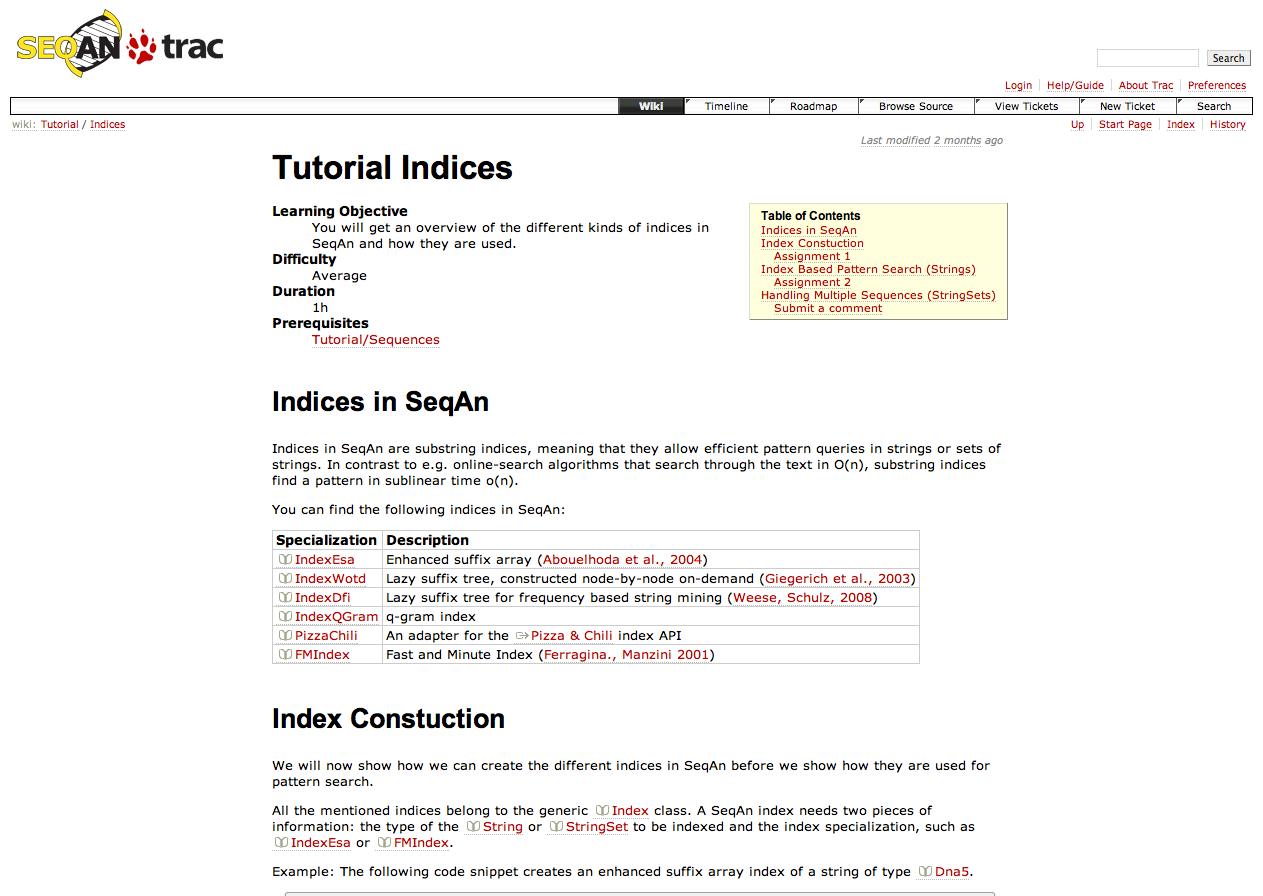 SEQAN trac
Search
Login Help/Guide About Trac Preferences
Wiki Timeline Roadmap Browse Source View Tickets New Ticket Search
wiki: Tutorial / Indices
Up Start Page Index History
Last modified 2 months ago
Tutorial Indices
Learning Objective
You will get an overview of the different kinds of indices in
SeqAn and how they are used.
Difficulty
Average
Duration
1h
Prerequisites
Tutorial/Sequences
Table of Contents
Indices in SeqAn
Index Constuction
Assignment 1
Index Based Pattern Search (Strings)
Assignment 2
Handling Multiple Sequences (StringSets)
Submit a comment
Indices in SeqAn
Indices in SeqAn are substring indices, meaning that they allow efficient pattern queries in strings or sets of
strings. In contrast to e.g. online-search algorithms that search through the text in O(n), substring indices
find a pattern in sublinear time o(n).
You can find the following indices in SeqAn:
Specialization Description
IndexEsa Enhanced suffix array (Abouelhoda et al., 2004)
IndexWotd Lazy suffix tree, constructed node-by-node on-demand (Giegerich et al., 2003)
IndexDfi Lazy suffix tree for frequency based string mining (Weese, Schulz, 2008)
IndexQGram q-gram index
PizzaChili An adapter for the Pizza & Chili index API
FMIndex Fast and Minute Index (Ferragina., Manzini 2001)
Index Constuction
We will now show how we can create the different indices in SeqAn before we show how they are used for
pattern search.
All the mentioned indices belong to the generic Index class. A SeqAn index needs two pieces of
information: the type of the String or StringSet to be indexed and the index specialization, such as
IndexEsa or FMIndex.
Example: The following code snippet creates an enhanced suffix array index of a string of type Dna5.